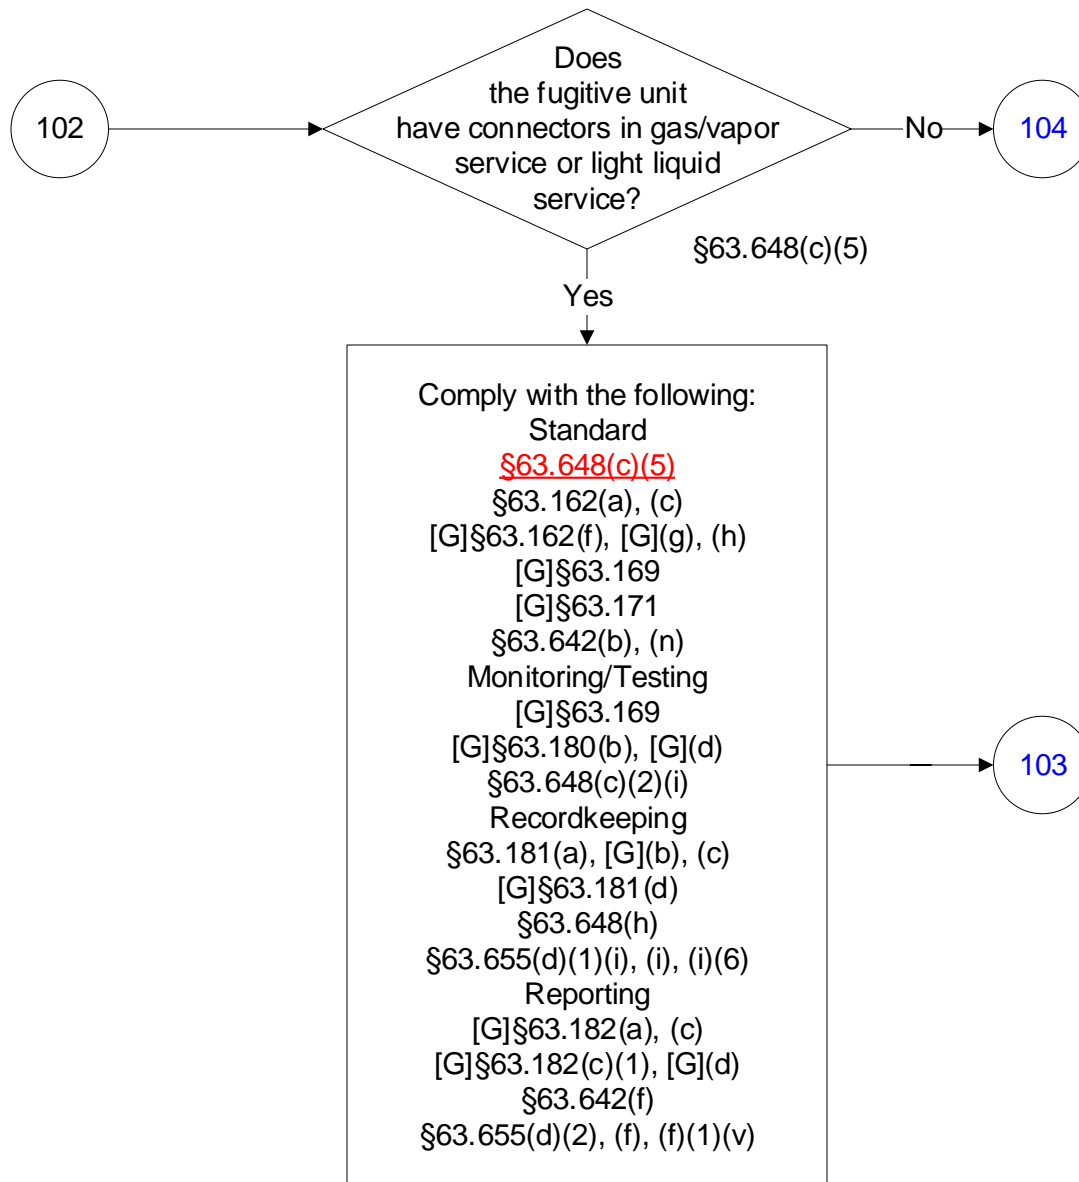 102
Does
the fugitive unit
have connectors in gas/vapor
service or light liquid
service?
No
104
§63.648(c)(5)
Yes
Comply with the following:
Standard
§63.648(c)(5)
§63.162(a), (c)
[G]§63.162(f), [G](g), (h)
[G]§63.169
[G]§63.171
§63.642(b), (n)
Monitoring/Testing
[G]§63.169
[G]§63.180(b), [G](d)
§63.648(c)(2)(i)
Recordkeeping
§63.181(a), [G](b), (c)
[G]§63.181(d)
§63.648(h)
§63.655(d)(1)(i), (i), (i)(6)
Reporting
[G]§63.182(a), (c)
[G]§63.182(c)(1), [G](d)
§63.642(f)
§63.655(d)(2), (f), (f)(1)(v)
103